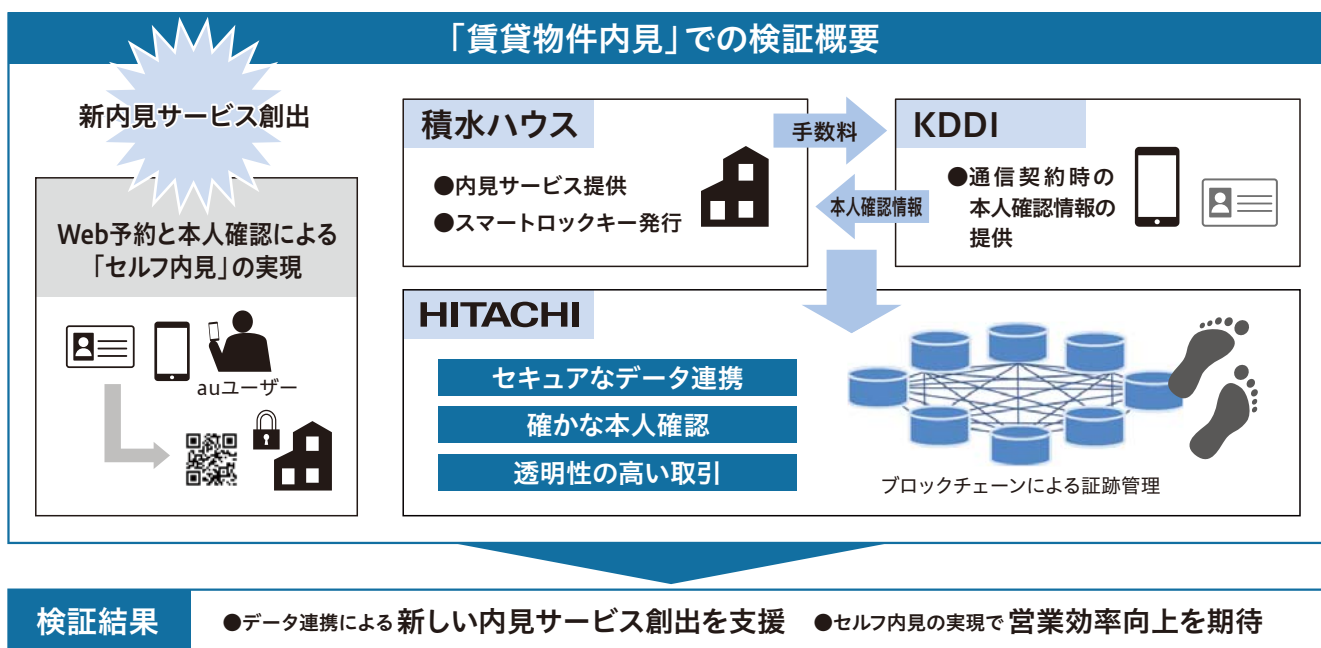 「賃貸物件内見」での検証概要
新内見サービス創出
Web予約と本人確認による
「セルフ内見」の実現
auユーザー
積水ハウス
●内見サービス提供
●スマートロックキー発行
手数料
本人確認情報
KDDI
●通信契約時の
本人確認情報の
提供
HITACHI
セキュアなデータ連携
確かな本人確認
透明性の高い取引
ブロックチェーンによる証跡管理
検証結果
●データ連携による新しい内見サービス創出を支援 ●セルフ内見の実現で営業効率向上を期待